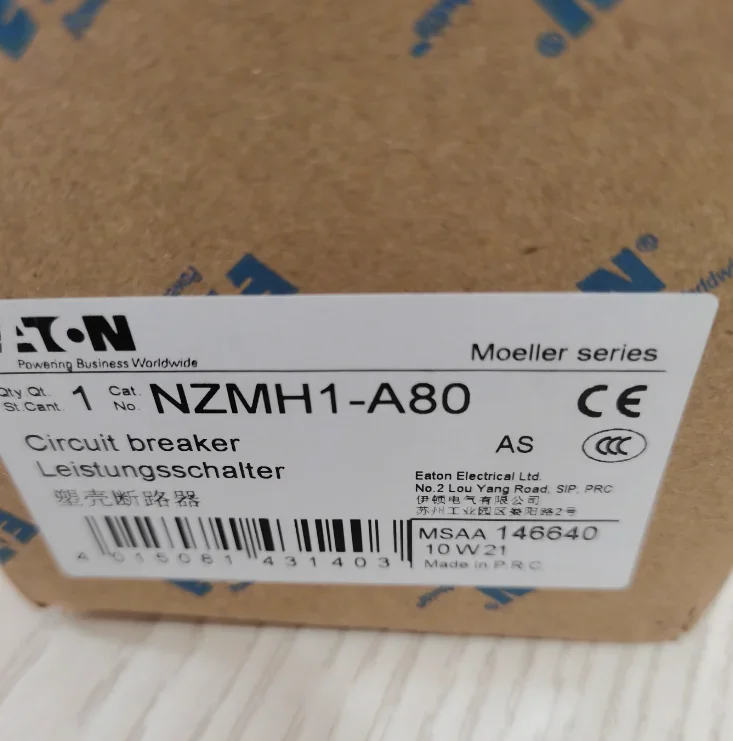 EATON
Powering Business Worldwide
Moeller series
Qty Qt.
St.Cant. 1 Cat. No. NZMH1-A80 CE
Circuit breaker AS CCC
Leistungsschalter
塑壳断路器
Eaton Electrical Ltd.
No.2 Lou Yang Road, SIP, PRC
伊顿电气有限公司
苏州工业园区娄阳路2号
MSAA 146640
10 W 21
Made in P.R.C
4 015081 431403